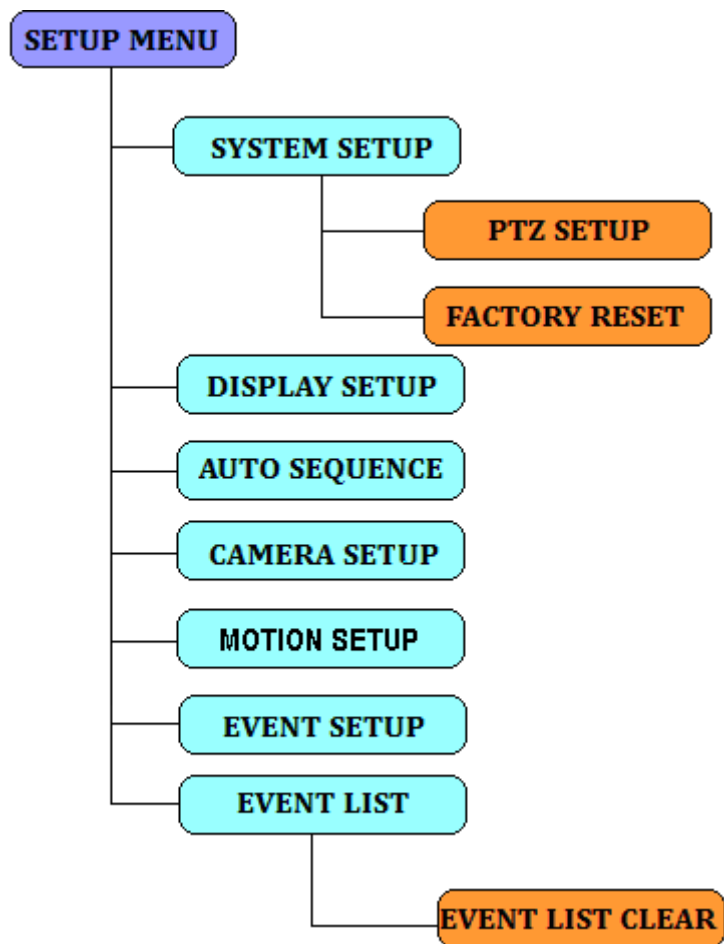 SETUP MENU
SYSTEM SETUP
PTZ SETUP
FACTORY RESET
DISPLAY SETUP
AUTO SEQUENCE
CAMERA SETUP
MOTION SETUP
EVENT SETUP
EVENT LIST
EVENT LIST CLEAR